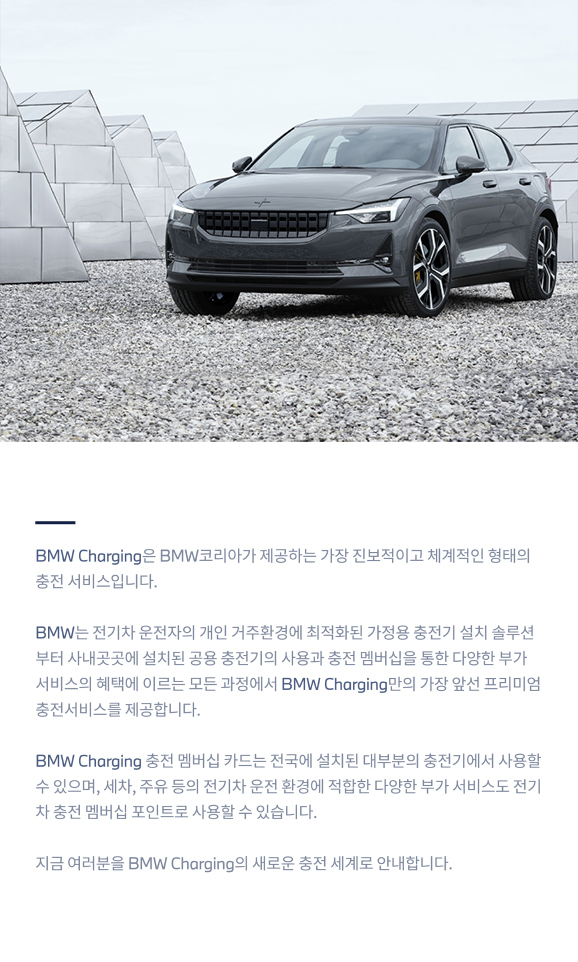 BMW Charging은 BMW코리아가 제공하는 가장 진보적이고 체계적인 형태의
충전 서비스입니다.
BMW는 전기차 운전자의 개인 거주환경에 최적화된 가정용 충전기 설치 솔루션
부터 사내곳곳에 설치된 공용 충전기의 사용과 충전 멤버십을 통한 다양한 부가
서비스의 혜택에 이르는 모든 과정에서 BMW Charging만의 가장 앞선 프리미엄
충전서비스를 제공합니다.
BMW Charging 충전 멤버십 카드는 전국에 설치된 대부분의 충전기에서 사용할
수 있으며, 세차, 주유 등의 전기차 운전 환경에 적합한 다양한 부가 서비스도 전기
차 충전 멤버십 포인트로 사용할 수 있습니다.
지금 여러분을 BMW Charging의 새로운 충전 세계로 안내합니다.